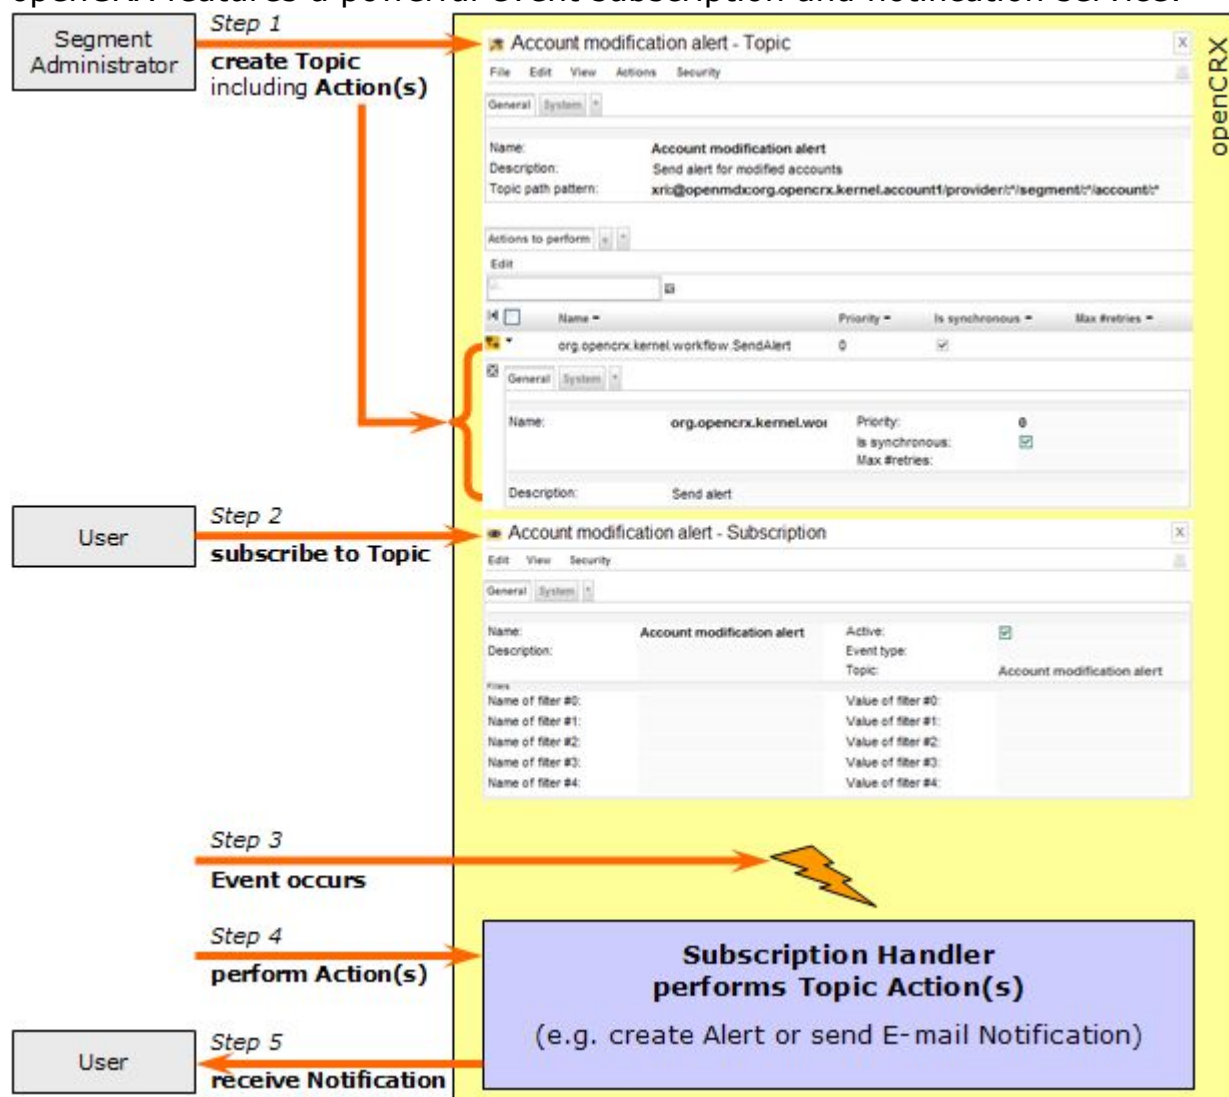 openCRX features a powerful event subscription and notification service.
Segment
Administrator
Step 1
create Topic
including Action(s)
openCRX
Account modification alert - Topic
File Edit View Actions Security
General System
Name: Account modification alert
Description: Send alert for modified accounts
Topic path pattern: xri:@openmdx:org.opencrx.kernel.account1/provider/:*/segment/:*/account/:*
Actions to perform
Edit
Name Priority Is synchronous Max #retries
org.opencrx.kernel.workflow.SendAlert 0
General System
Name: org.opencrx.kernel.wor Priority: 0
Is synchronous:
Max #retries:
Description: Send alert
User
Step 2
subscribe to Topic
Account modification alert - Subscription
Edit View Security
General System
Name: Account modification alert Active:
Description: Event type:
Topic: Account modification alert
Filters
Name of filter #0: Value of filter #0:
Name of filter #1: Value of filter #1:
Name of filter #2: Value of filter #2:
Name of filter #3: Value of filter #3:
Name of filter #4: Value of filter #4:
Step 3
Event occurs
Step 4
perform Action(s)
Subscription Handler
performs Topic Action(s)
(e.g. create Alert or send E-mail Notification)
User
Step 5
receive Notification